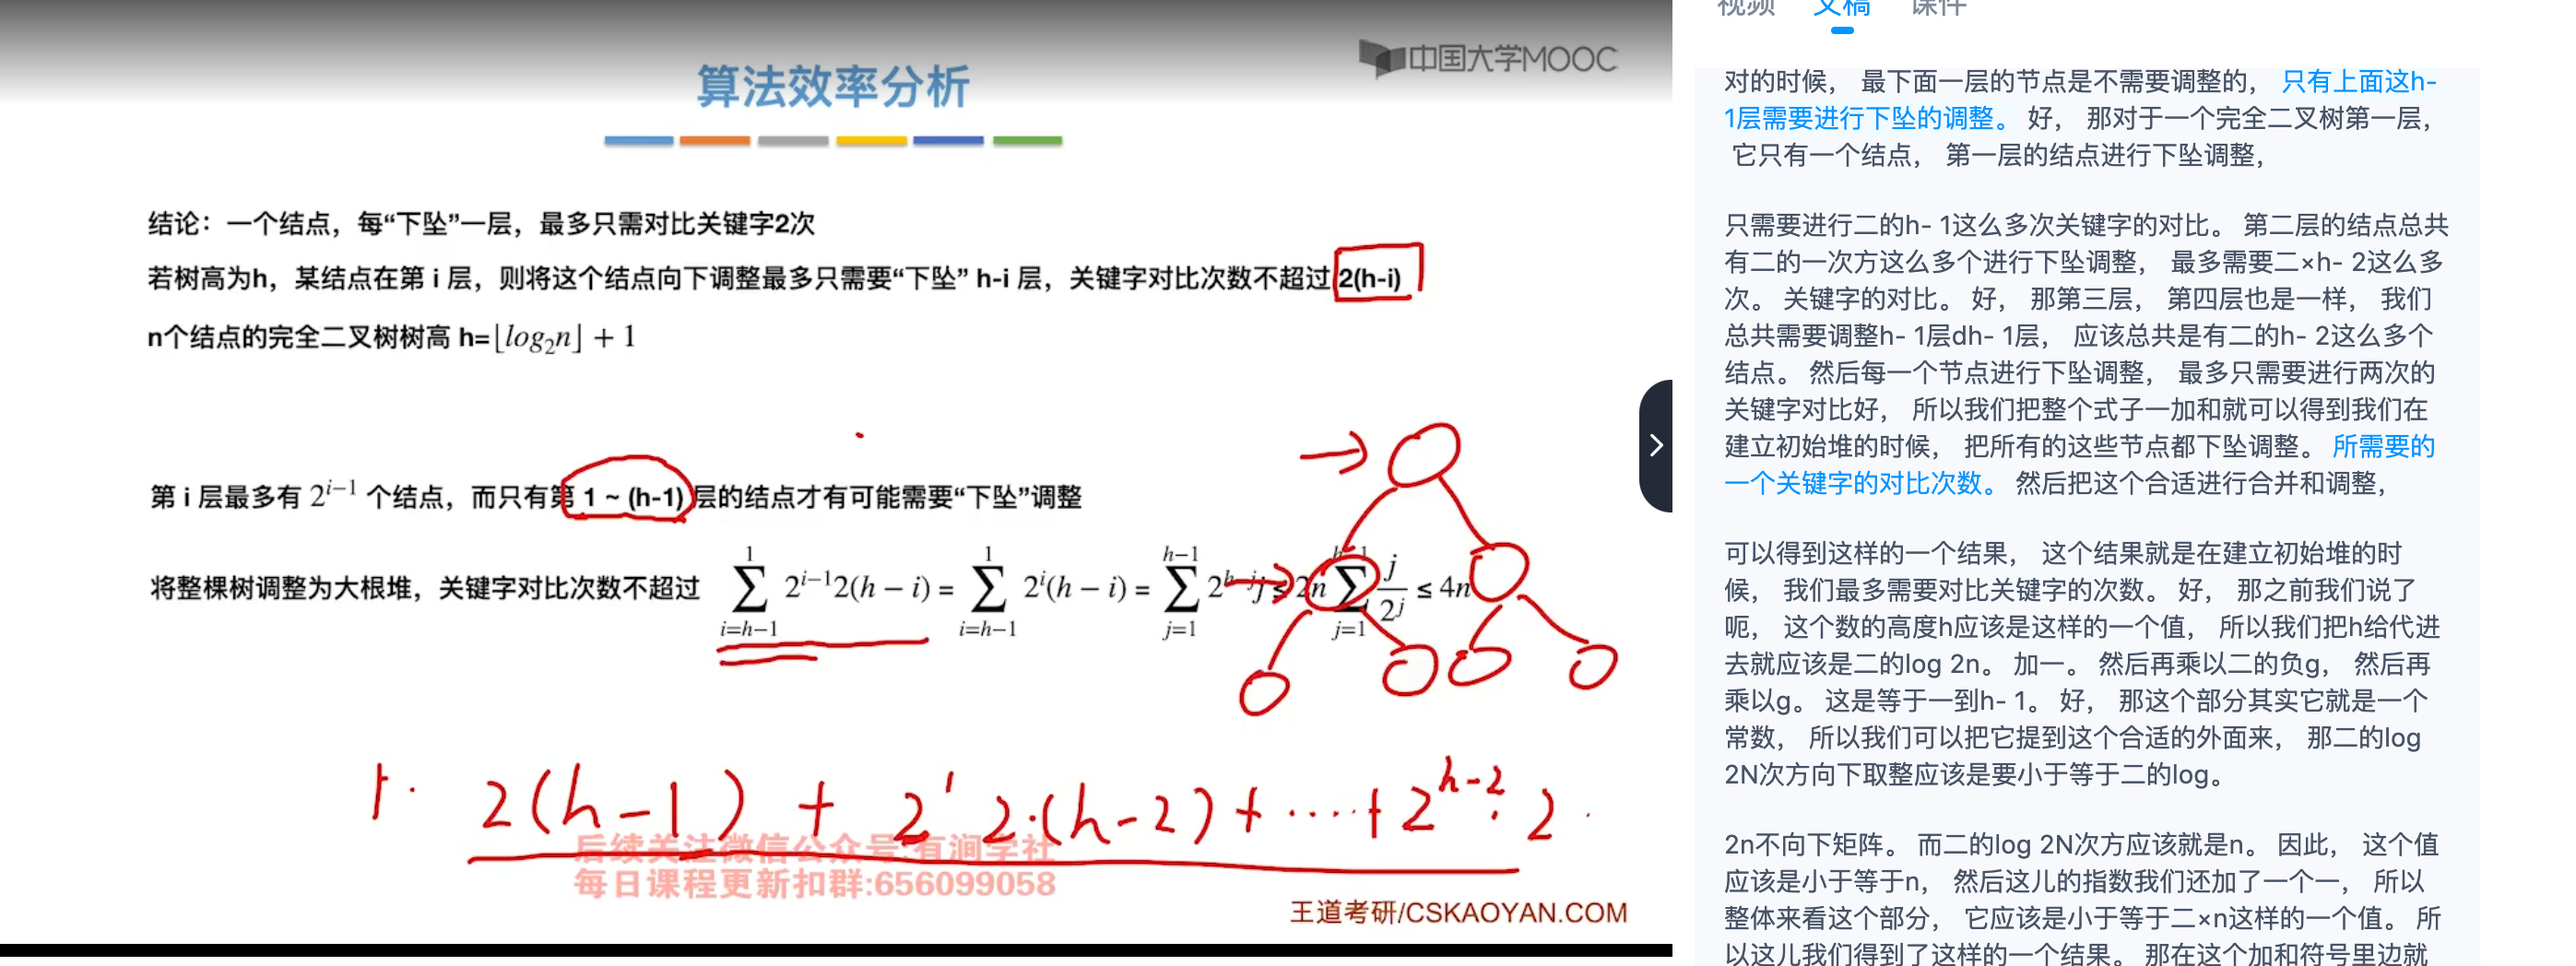 中国大学MOOC
算法效率分析
结论：一个结点，每“下坠”一层，最多只需对比关键字2次
若树高为h，某结点在第 i 层，则将这个结点向下调整最多只需要“下坠” h-i 层，关键字对比次数不超过 2(h-i)
n个结点的完全二叉树树高 h=⌊log₂n⌋ + 1
第 i 层最多有 2^{i−1} 个结点，而只有第 1 ~ (h-1) 层的结点才有可能需要“下坠”调整
将整棵树调整为大根堆，关键字对比次数不超过 \sum_{i=h−1}^{1} 2^{i−1}2(h − i) = \sum_{i=h−1}^{1} 2^{i}(h − i) = \sum_{j=1}^{h−1} 2^{h−j}j ≤ 2n \sum_{j=1}^{h−1} \frac{j}{2^{j}} ≤ 4n
2(h-1) + 2^1 2·(h-2) + ····+ 2^{h-2}· 2
后续关注微信公众号:有涧学社
每日课程更新扣群:656099058
王道考研/CSKAOYAN.COM
视频 文稿 课件
对的时候， 最下面一层的节点是不需要调整的， 只有上面这h-
1层需要进行下坠的调整。 好， 那对于一个完全二叉树第一层，
它只有一个结点， 第一层的结点进行下坠调整，
只需要进行二的h- 1这么多次关键字的对比。 第二层的结点总共
有二的一次方这么多个进行下坠调整， 最多需要二×h- 2这么多
次。 关键字的对比。 好， 那第三层， 第四层也是一样， 我们
总共需要调整h- 1层dh- 1层， 应该总共是有二的h- 2这么多个
结点。 然后每一个节点进行下坠调整， 最多只需要进行两次的
关键字对比好， 所以我们把整个式子一加和就可以得到我们在
建立初始堆的时候， 把所有的这些节点都下坠调整。 所需要的
一个关键字的对比次数。 然后把这个合适进行合并和调整，
可以得到这样的一个结果， 这个结果就是在建立初始堆的时
候， 我们最多需要对比关键字的次数。 好， 那之前我们说了
呃， 这个数的高度h应该是这样的一个值， 所以我们把h给代进
去就应该是二的log 2n。 加一。 然后再乘以二的负g， 然后再
乘以g。 这是等于一到h- 1。 好， 那这个部分其实它就是一个
常数， 所以我们可以把它提到这个合适的外面来， 那二的log
2N次方向下取整应该是要小于等于二的log。
2n不向下矩阵。 而二的log 2N次方应该就是n。 因此， 这个值
应该是小于等于n， 然后这儿的指数我们还加了一个一， 所以
整体来看这个部分， 它应该是小于等于二×n这样的一个值。 所
以这儿我们得到了这样的一个结果。 那在这个加和符号里边就